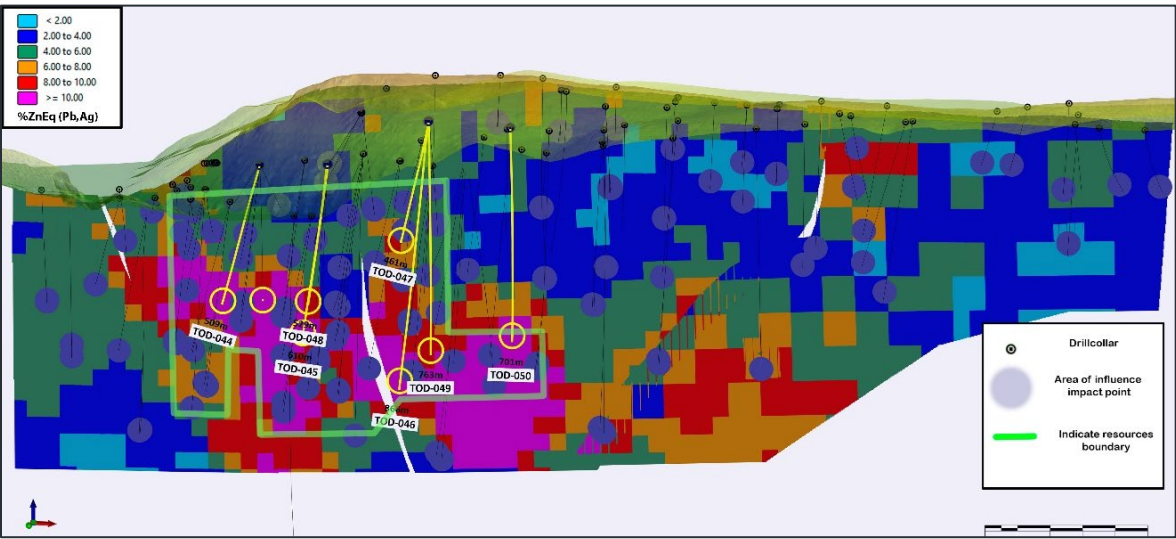 < 2.00
2.00 to 4.00
4.00 to 6.00
6.00 to 8.00
8.00 to 10.00
>= 10.00
%ZnEq (Pb,Ag)
461m
TOD-047
509m
TOD-044
TOD-048
610m
TOD-045
763m
TOD-049
701m
TOD-050
TOD-046
Drillcollar
Area of influence
impact point
Indicate resources
boundary